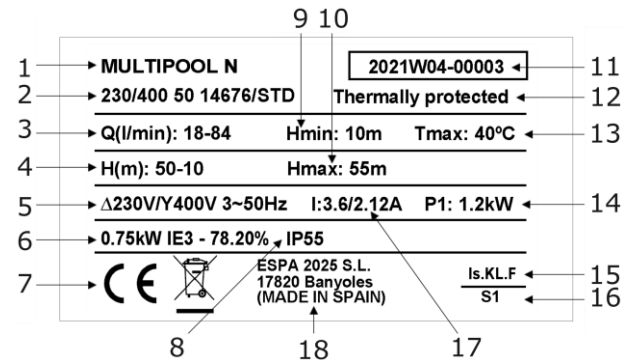 9 10
1 MULTIPOOL N 2021W04-00003 11
2 230/400 50 14676/STD Thermally protected 12
3 Q(l/min): 18-84 Hmin: 10m Tmax: 40ºC 13
4 H(m): 50-10 Hmax: 55m
5 Δ230V/Y400V 3~50Hz I:3.6/2.12A P1: 1.2kW 14
6 0.75kW IE3 - 78.20% IP55
7 CE ESPA 2025 S.L. Is.KL.F 15
17820 Banyoles
(MADE IN SPAIN) S1 16
8 18 17